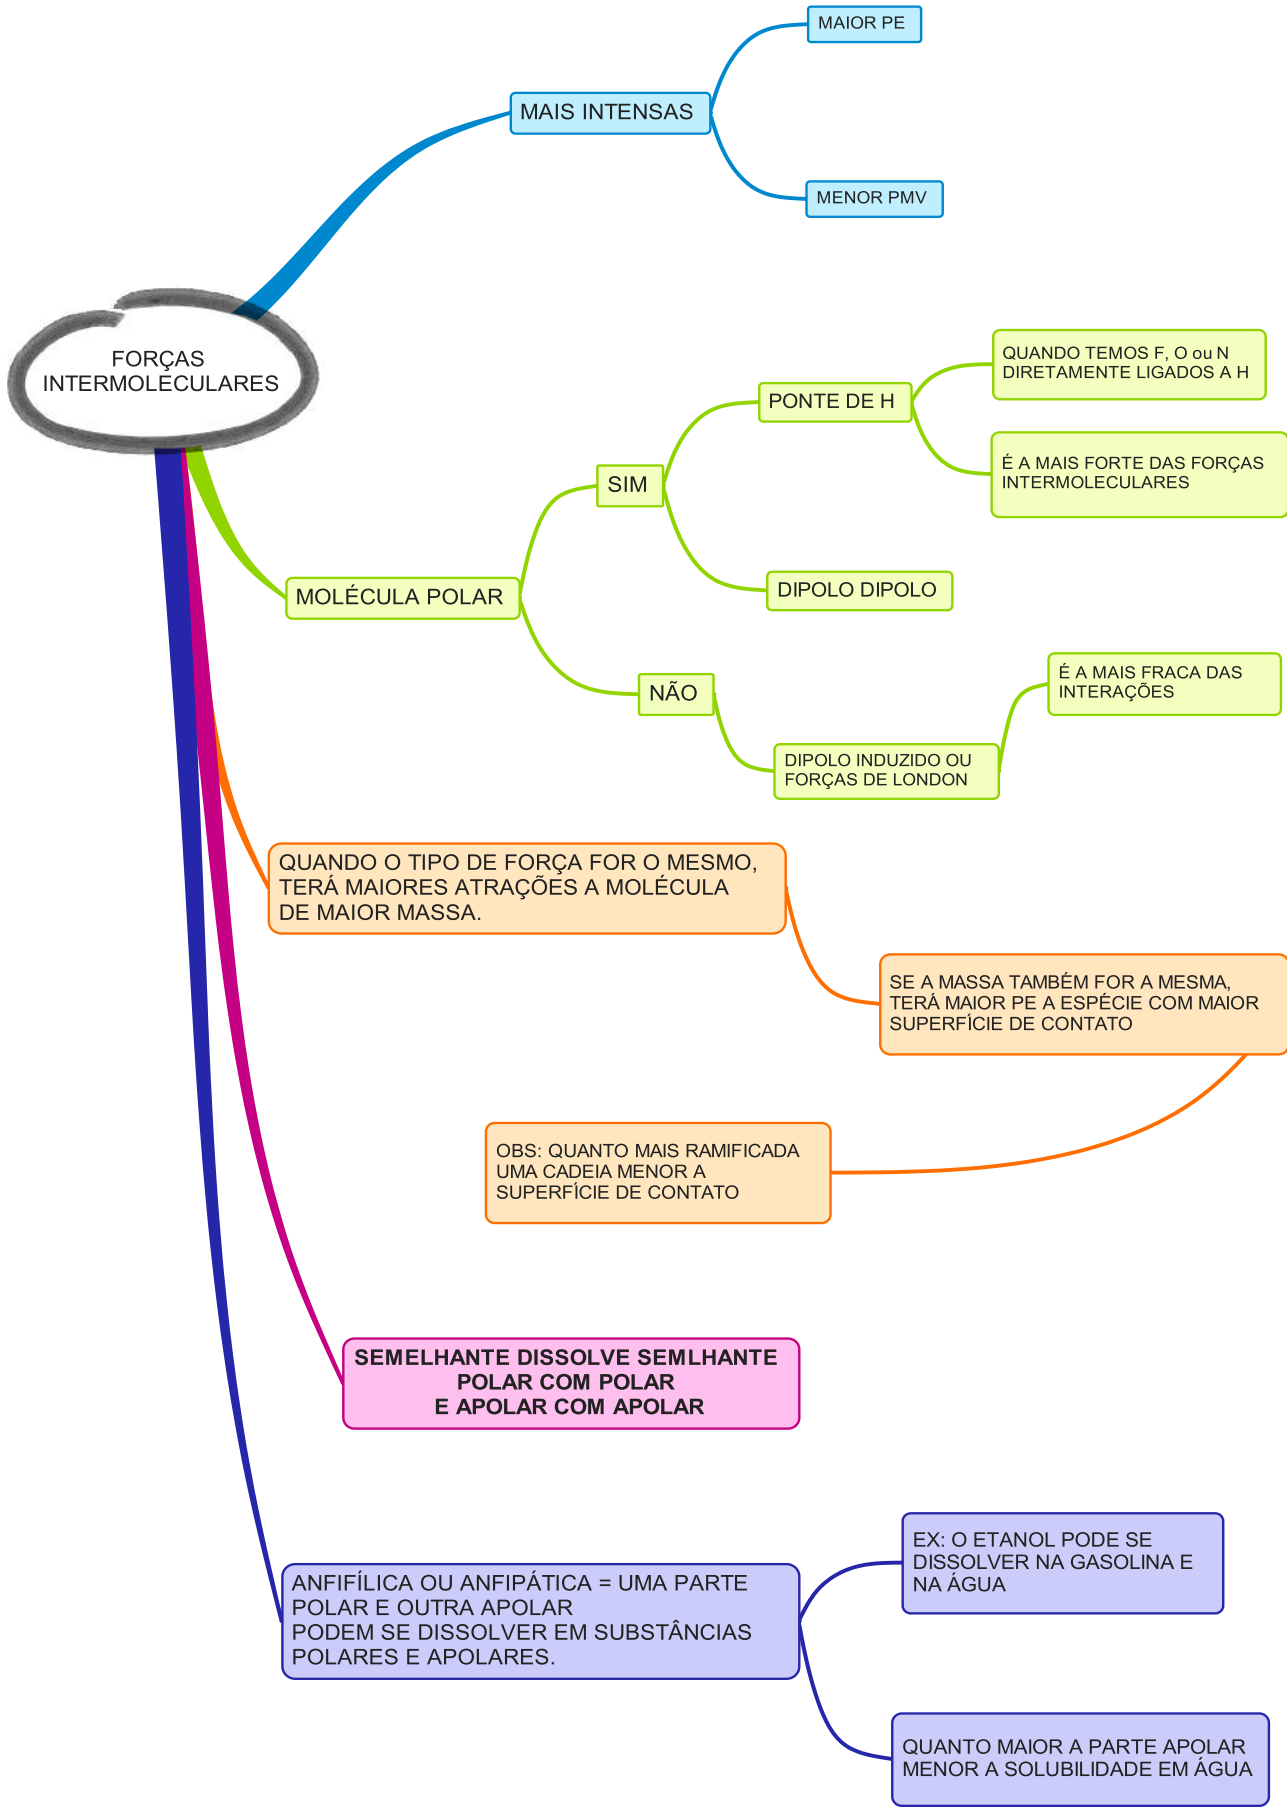 MAIOR PE
MAIS INTENSAS
MENOR PMV
FORÇAS
INTERMOLECULARES
QUANDO TEMOS F, O ou N
DIRETAMENTE LIGADOS A H
PONTE DE H
É A MAIS FORTE DAS FORÇAS
INTERMOLECULARES
SIM
DIPOLO DIPOLO
MOLÉCULA POLAR
NÃO
É A MAIS FRACA DAS
INTERAÇÕES
DIPOLO INDUZIDO OU
FORÇAS DE LONDON
QUANDO O TIPO DE FORÇA FOR O MESMO,
TERÁ MAIORES ATRAÇÕES A MOLÉCULA
DE MAIOR MASSA.
SE A MASSA TAMBÉM FOR A MESMA,
TERÁ MAIOR PE A ESPÉCIE COM MAIOR
SUPERFÍCIE DE CONTATO
OBS: QUANTO MAIS RAMIFICADA
UMA CADEIA MENOR A
SUPERFÍCIE DE CONTATO
SEMELHANTE DISSOLVE SEMLHANTE
POLAR COM POLAR
E APOLAR COM APOLAR
EX: O ETANOL PODE SE
DISSOLVER NA GASOLINA E
NA ÁGUA
ANFIFÍLICA OU ANFIPÁTICA = UMA PARTE
POLAR E OUTRA APOLAR
PODEM SE DISSOLVER EM SUBSTÂNCIAS
POLARES E APOLARES.
QUANTO MAIOR A PARTE APOLAR
MENOR A SOLUBILIDADE EM ÁGUA